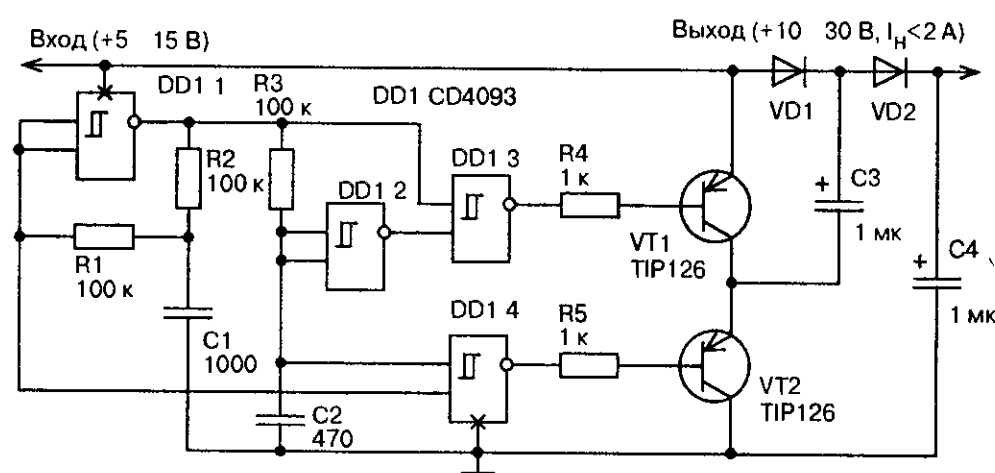 Вход (+5 15 В)
Выход (+10 30 В, Iн<2 А)
DD1 1
R3
100 к
DD1 CD4093
VD1
VD2
R2
100 к
DD1 2
DD1 3
R4
1 к
C3
1 мк
+
R1
100 к
VT1
TIP126
C4
1 мк
+
C1
1000
DD1 4
R5
1 к
C2
470
VT2
TIP126